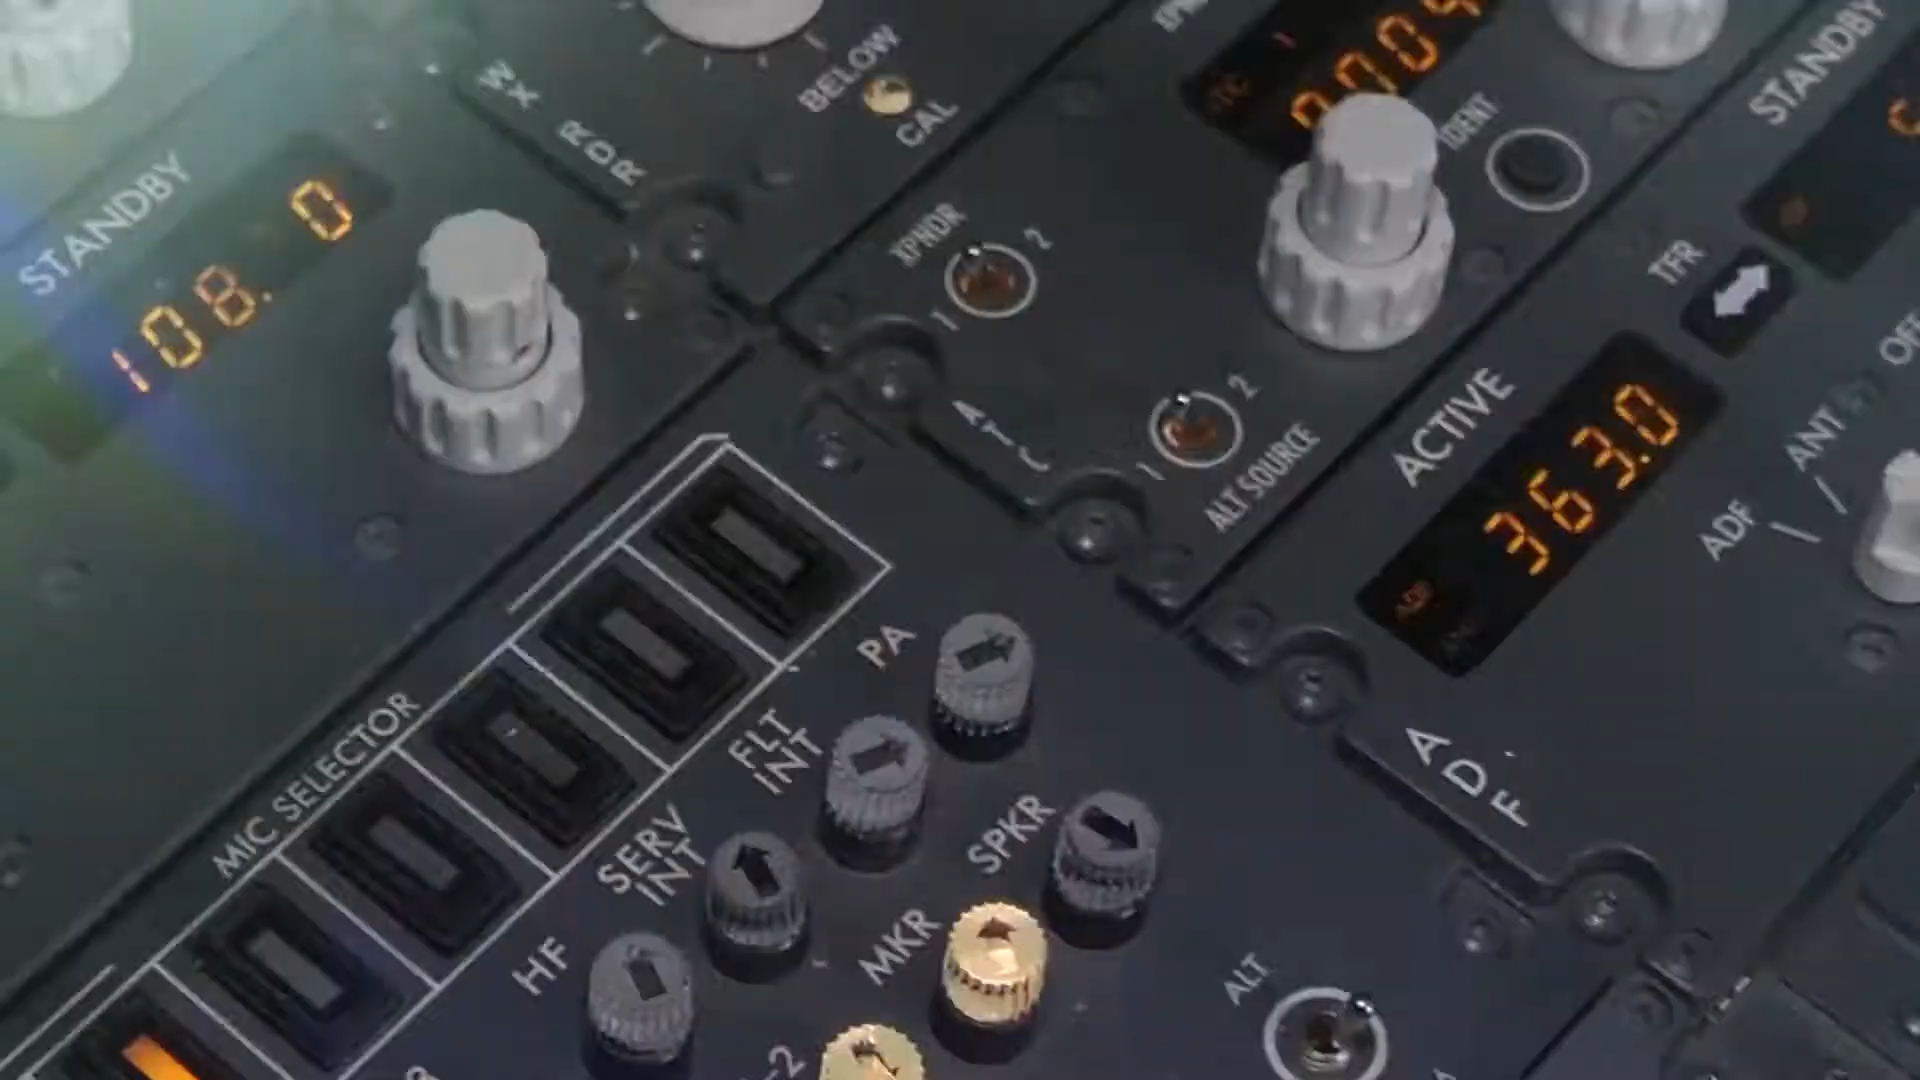 STANDBY
108. 0
WX
RDR
BELOW
CAL
XPNDR
1
2
IDENT
ATC
1
2
ALT SOURCE
STANDBY
TFR
ACTIVE
363.0
ADF
ADF
ANT
ADF
MIC SELECTOR
PA
FLT
INT
SERV
INT
HF
SPKR
MKR
ALT